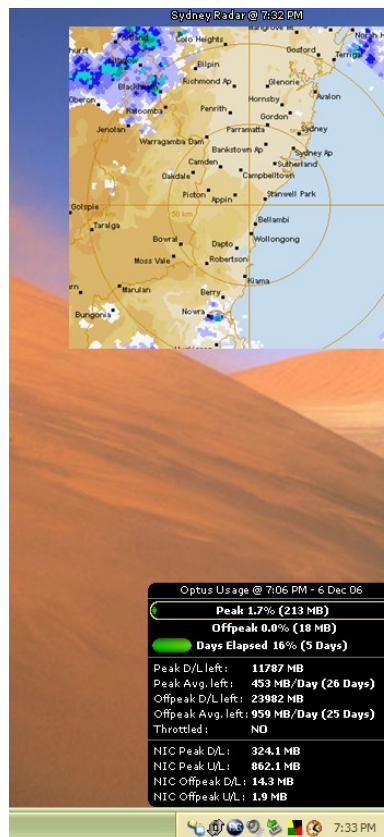 Sydney Radar @ 7:32 PM
Colo Heights
Gosford
Terrigal
Bilpin
Richmond Ap
Glenorie
Avalon
Oberon
Katoomba
Penrith
Hornsby
Gordon
Jenolan
Parramatta
Sydney
Warragamba Dam
Bankstown Ap
Sydney Ap
Camden
Sutherland
Oakdale
Campbelltown
Picton
Appin
Stanwell Park
Golspie
50 km
Taralga
Bellambi
Bowral
Dapto
Wollongong
Moss Vale
Robertson
Kiama
Marulan
Berry
Bungonia
Nowra
Optus Usage @ 7:06 PM - 6 Dec 06
Peak 1.7% (213 MB)
Offpeak 0.0% (18 MB)
Days Elapsed 16% (5 Days)
Peak D/L left: 11787 MB
Peak Avg. left: 453 MB/Day (26 Days)
Offpeak D/L left: 23982 MB
Offpeak Avg. left: 959 MB/Day (25 Days)
Throttled: NO
NIC Peak D/L: 324.1 MB
NIC Peak U/L: 862.1 MB
NIC Offpeak D/L: 14.3 MB
NIC Offpeak U/L: 1.9 MB
7:33 PM